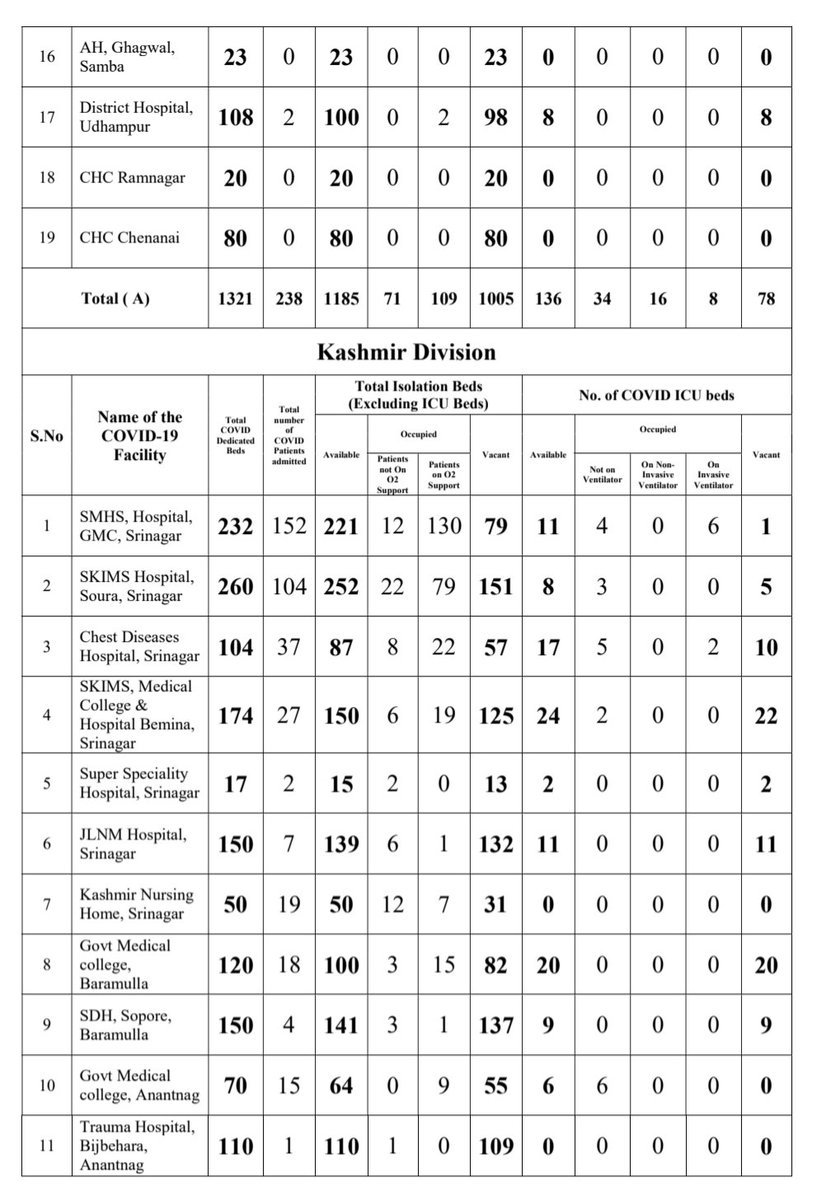 16 AH, Ghagwal, Samba 23 0 23 0 0 23 0 0 0 0 0
17 District Hospital, Udhampur 108 2 100 0 2 98 8 0 0 0 8
18 CHC Ramnagar 20 0 20 0 0 20 0 0 0 0 0
19 CHC Chenanai 80 0 80 0 0 80 0 0 0 0 0
Total ( A) 1321 238 1185 71 109 1005 136 34 16 8 78
Kashmir Division
S.No Name of the COVID-19 Facility Total COVID Dedicated Beds Total number of COVID Patients admitted
Total Isolation Beds (Excluding ICU Beds)
Available Occupied Patients not On O2 Support Patients on O2 Support Vacant
No. of COVID ICU beds
Available Occupied Not on Ventilator On Non-Invasive Ventilator On Invasive Ventilator Vacant
1 SMHS, Hospital, GMC, Srinagar 232 152 221 12 130 79 11 4 0 6 1
2 SKIMS Hospital, Soura, Srinagar 260 104 252 22 79 151 8 3 0 0 5
3 Chest Diseases Hospital, Srinagar 104 37 87 8 22 57 17 5 0 2 10
4 SKIMS, Medical College & Hospital Bemina, Srinagar 174 27 150 6 19 125 24 2 0 0 22
5 Super Speciality Hospital, Srinagar 17 2 15 2 0 13 2 0 0 0 2
6 JLNM Hospital, Srinagar 150 7 139 6 1 132 11 0 0 0 11
7 Kashmir Nursing Home, Srinagar 50 19 50 12 7 31 0 0 0 0 0
8 Govt Medical college, Baramulla 120 18 100 3 15 82 20 0 0 0 20
9 SDH, Sopore, Baramulla 150 4 141 3 1 137 9 0 0 0 9
10 Govt Medical college, Anantnag 70 15 64 0 9 55 6 6 0 0 0
11 Trauma Hospital, Bijbehara, Anantnag 110 1 110 1 0 109 0 0 0 0 0